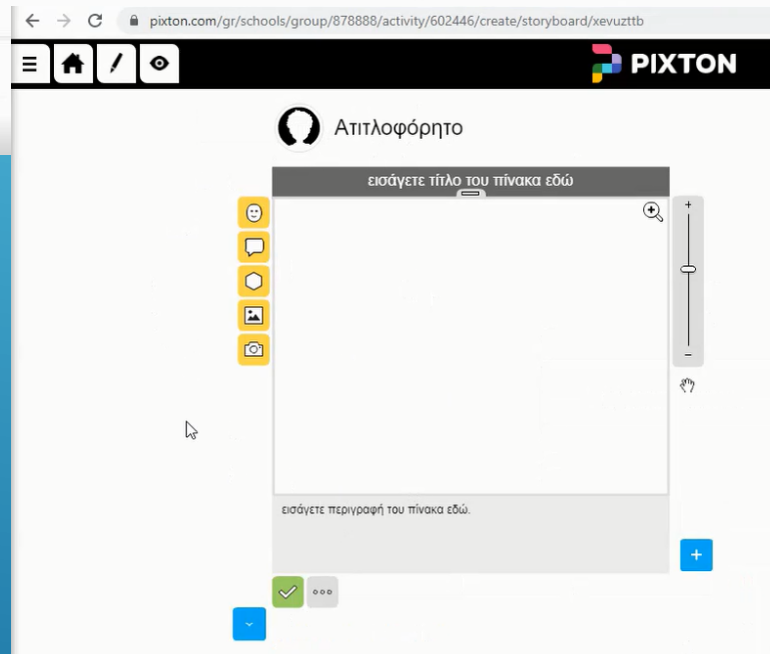 pixton.com/gr/schools/group/878888/activity/602446/create/storyboard/xevuzttb
PIXTON
Ατιτλοφόρητο
εισάγετε τίτλο του πίνακα εδώ
εισάγετε περιγραφή του πίνακα εδώ.